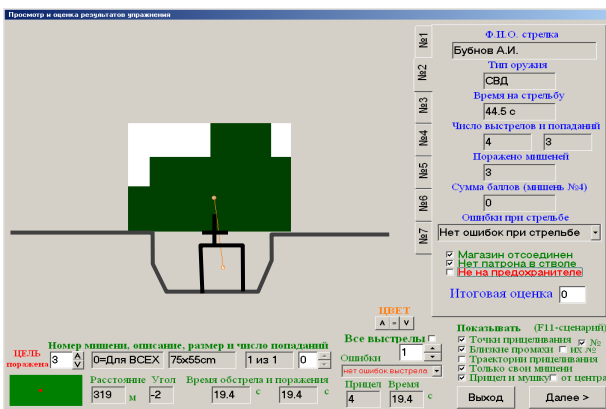 Просмотр и оценка результатов упражнения
Ф.И.О. стрелка
Бубнов А.И.
Тип оружия
СВД
Время на стрельбу
44.5 с
Число выстрелов и попаданий
4 3
Поражено мишеней
3
Сумма баллов (мишень №4)
0
Ошибки при стрельбе
Нет ошибок при стрельбе
Магазин отсоединен
Нет патрона в стволе
Не на предохранителе
Итоговая оценка 0
№1
№2
№3
№4
№5
№6
№7
ЦВЕТ
Λ = V
Номер мишени, описание, размер и число попаданий
ЦЕЛЬ поражена
3 Λ V 0=Для ВСЕХ 75x55cm 1 из 1 0
Расстояние Угол Время обстрела и поражения
319 м -2 19.4 с 19.4 с
Все выстрелы
Ошибки 1
нет ошибок выстрела
Прицел Время
4 19.4 с
Показывать (F11-сценарий)
Точки прицеливания №
Близкие промахи их №
Траектории прицеливания
Только свои мишени
Прицел и мушку от центра
Выход Далее >